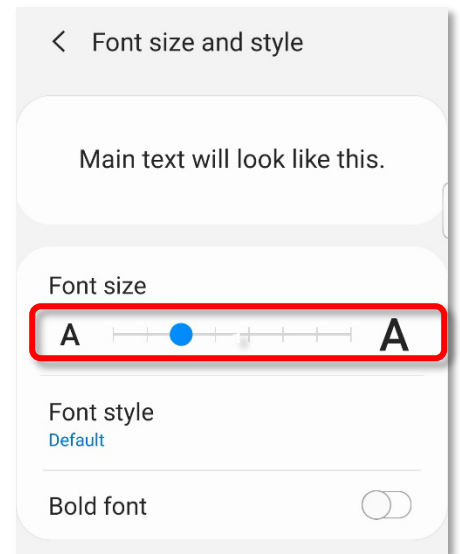 Font size and style
Main text will look like this.
Font size
A A
Font style
Default
Bold font